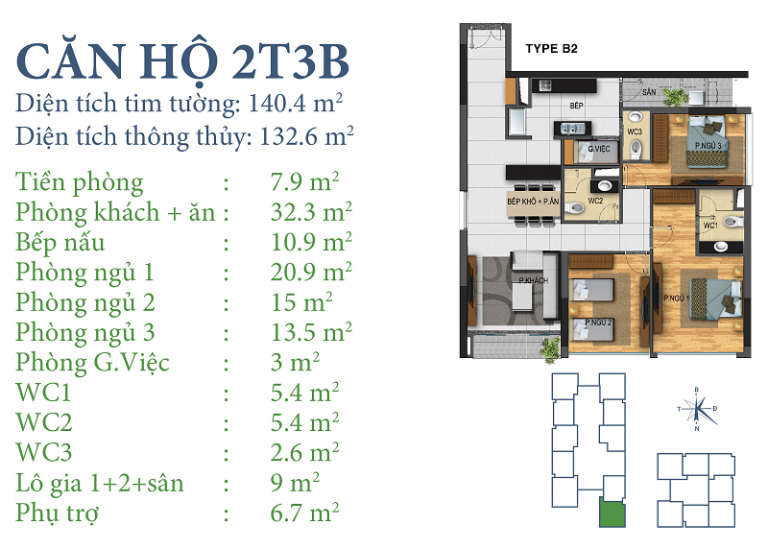 CĂN HỘ 2T3B
Diện tích tim tường: 140.4 m²
Diện tích thông thủy: 132.6 m²
Tiền phòng : 7.9 m²
Phòng khách + ăn : 32.3 m²
Bếp nấu : 10.9 m²
Phòng ngủ 1 : 20.9 m²
Phòng ngủ 2 : 15 m²
Phòng ngủ 3 : 13.5 m²
Phòng G.Việc : 3 m²
WC1 : 5.4 m²
WC2 : 5.4 m²
WC3 : 2.6 m²
Lô gia 1+2+sân : 9 m²
Phụ trợ : 6.7 m²
TYPE B2
SÂN
BẾP
WC3
G.VIỆC
P.NGỦ 3
BẾP KHÔ + P.ĂN
WC2
WC1
P.KHÁCH
P.NGỦ 1
P.NGỦ 2
B
T
Đ
N